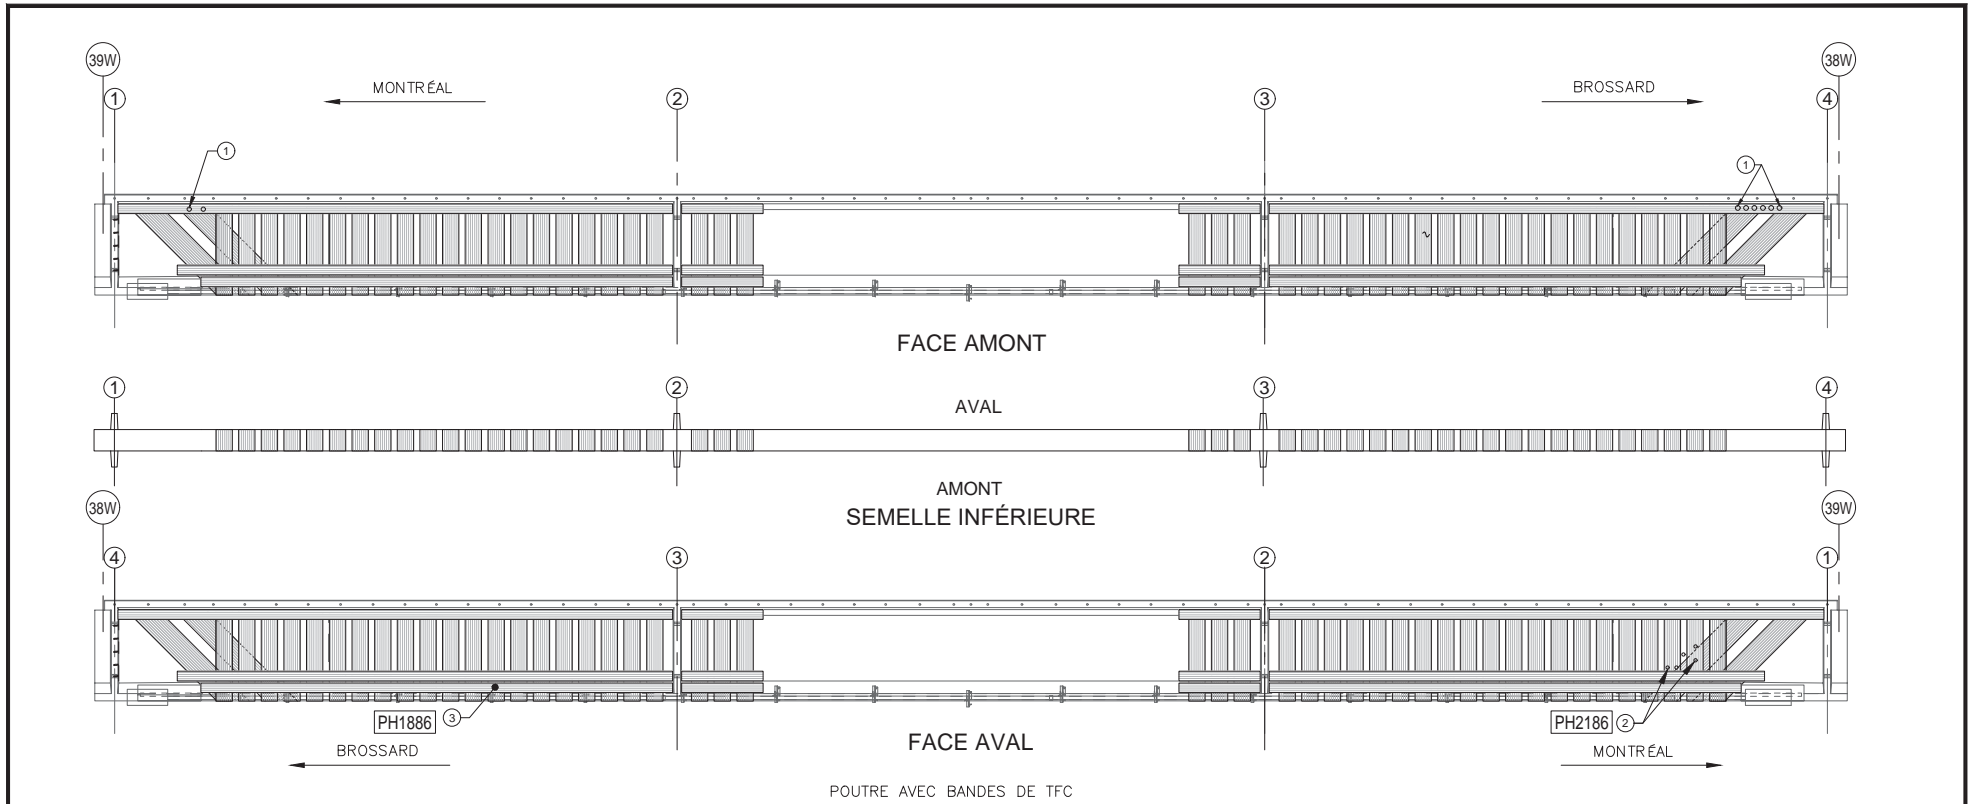 39W
38W
MONTRÉAL
BROSSARD
1
2
3
4
1
1
FACE AMONT
1
2
3
4
AVAL
AMONT
SEMELLE INFÉRIEURE
38W
39W
4
3
2
1
PH1886
3
PH2186
2
FACE AVAL
BROSSARD
MONTRÉAL
POUTRE AVEC BANDES DE TFC